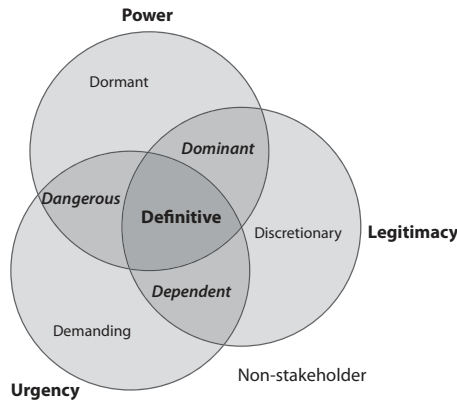 Power
Dormant
Dominant
Dangerous
Definitive
Discretionary
Legitimacy
Dependent
Demanding
Non-stakeholder
Urgency